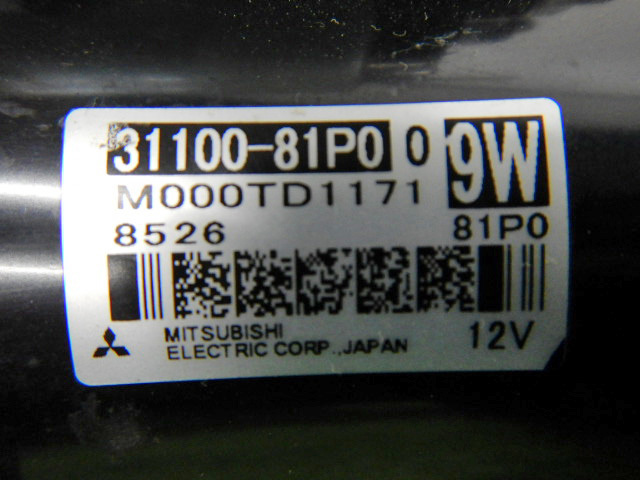 31100-81P0 0 9W
M000TD1171
8526 81P0
MITSUBISHI
ELECTRIC CORP.,JAPAN 12V